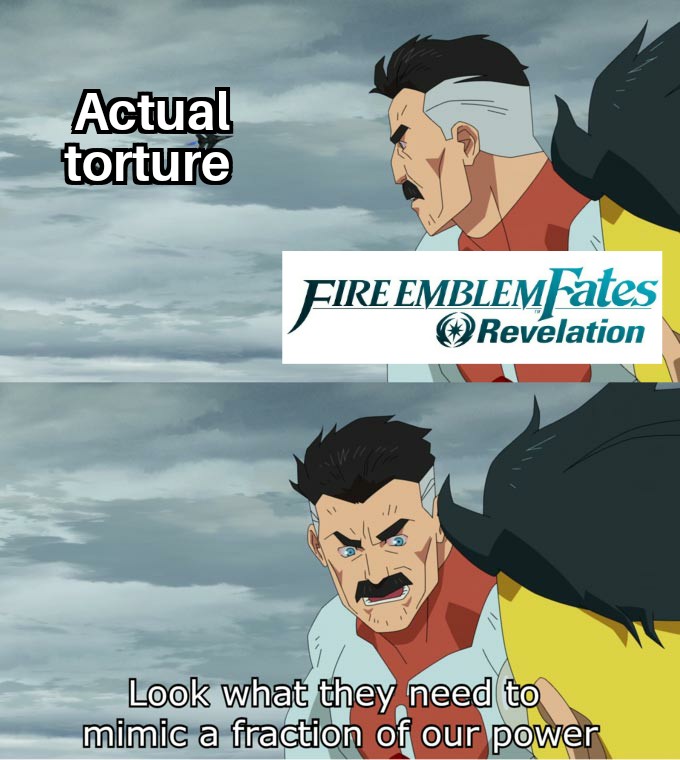 Actual
torture
FIRE EMBLEM Fates
Revelation
Look what they need to
mimic a fraction of our power